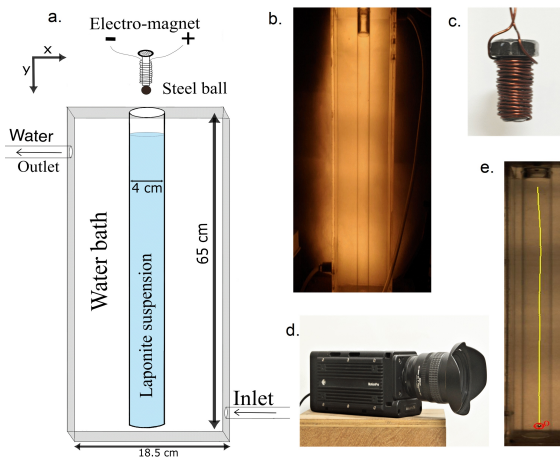 a.
Electro-magnet
- +
x
y
Steel ball
Water
Outlet
4 cm
65 cm
Water bath
Laponite suspension
Inlet
18.5 cm
b.
c.
d.
e.